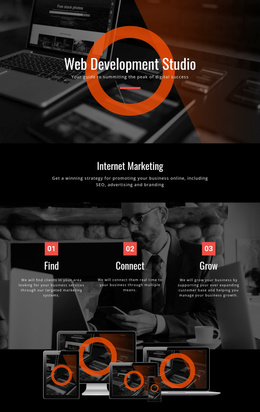 Web Development Studio
Your guide to summiting the peak of digital success
Internet Marketing
Get a winning strategy for promoting your business online, including
SEO, advertising and branding
01
Find
We will find clients in your area
looking for your business services
through our targeted marketing
systems.
02
Connect
We will connect them real time to
your business through multiple
means.
03
Grow
We will grow your business by
supporting your ever expanding
customer base and helping you
manage your business growth.